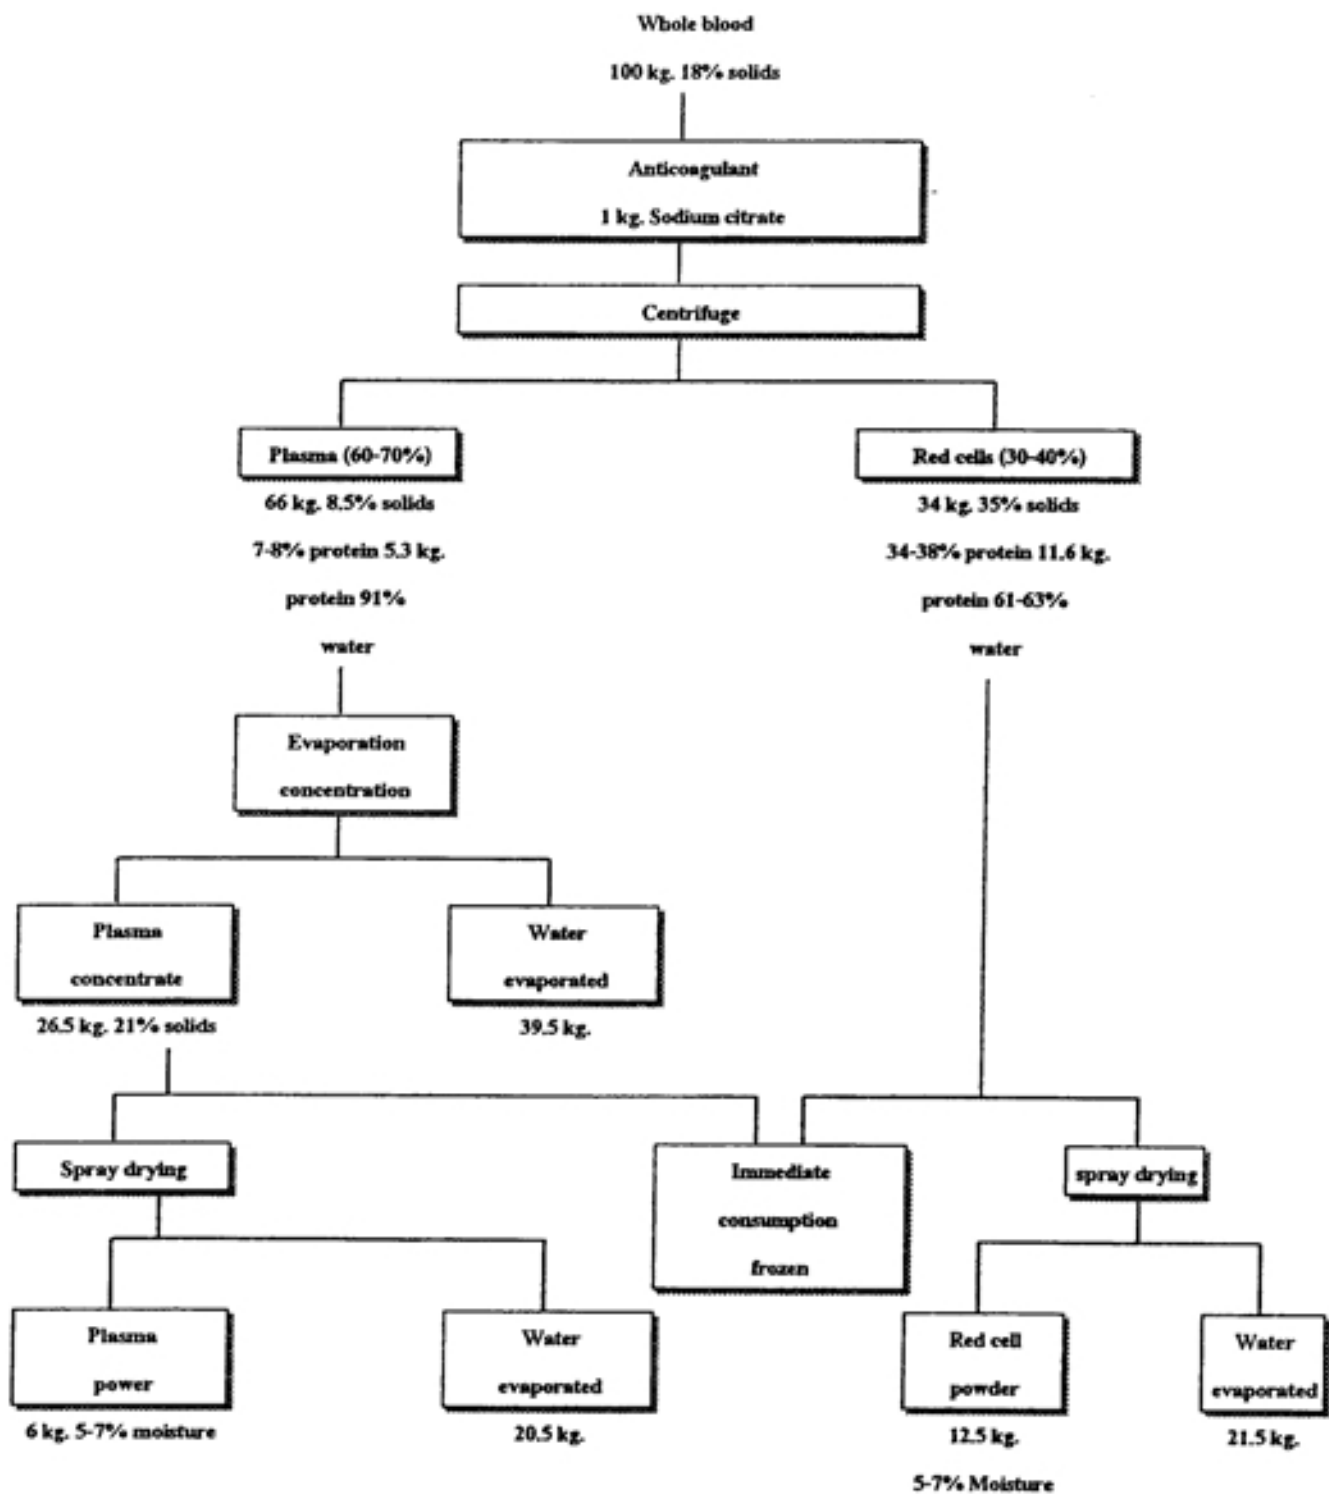 Whole blood
100 kg. 18% solids
Anticoagulant
1 kg. Sodium citrate
Centrifuge
Plasma (60-70%)
66 kg. 8.5% solids
7-8% protein 5.3 kg.
protein 91%
water
Red cells (30-40%)
34 kg. 35% solids
34-38% protein 11.6 kg.
protein 61-63%
water
Evaporation
concentration
Plasma
concentrate
26.5 kg. 21% solids
Water
evaporated
39.5 kg.
Spray drying
Immediate
consumption
frozen
spray drying
Plasma
power
6 kg. 5-7% moisture
Water
evaporated
20.5 kg.
Red cell
powder
12.5 kg.
5-7% Moisture
Water
evaporated
21.5 kg.